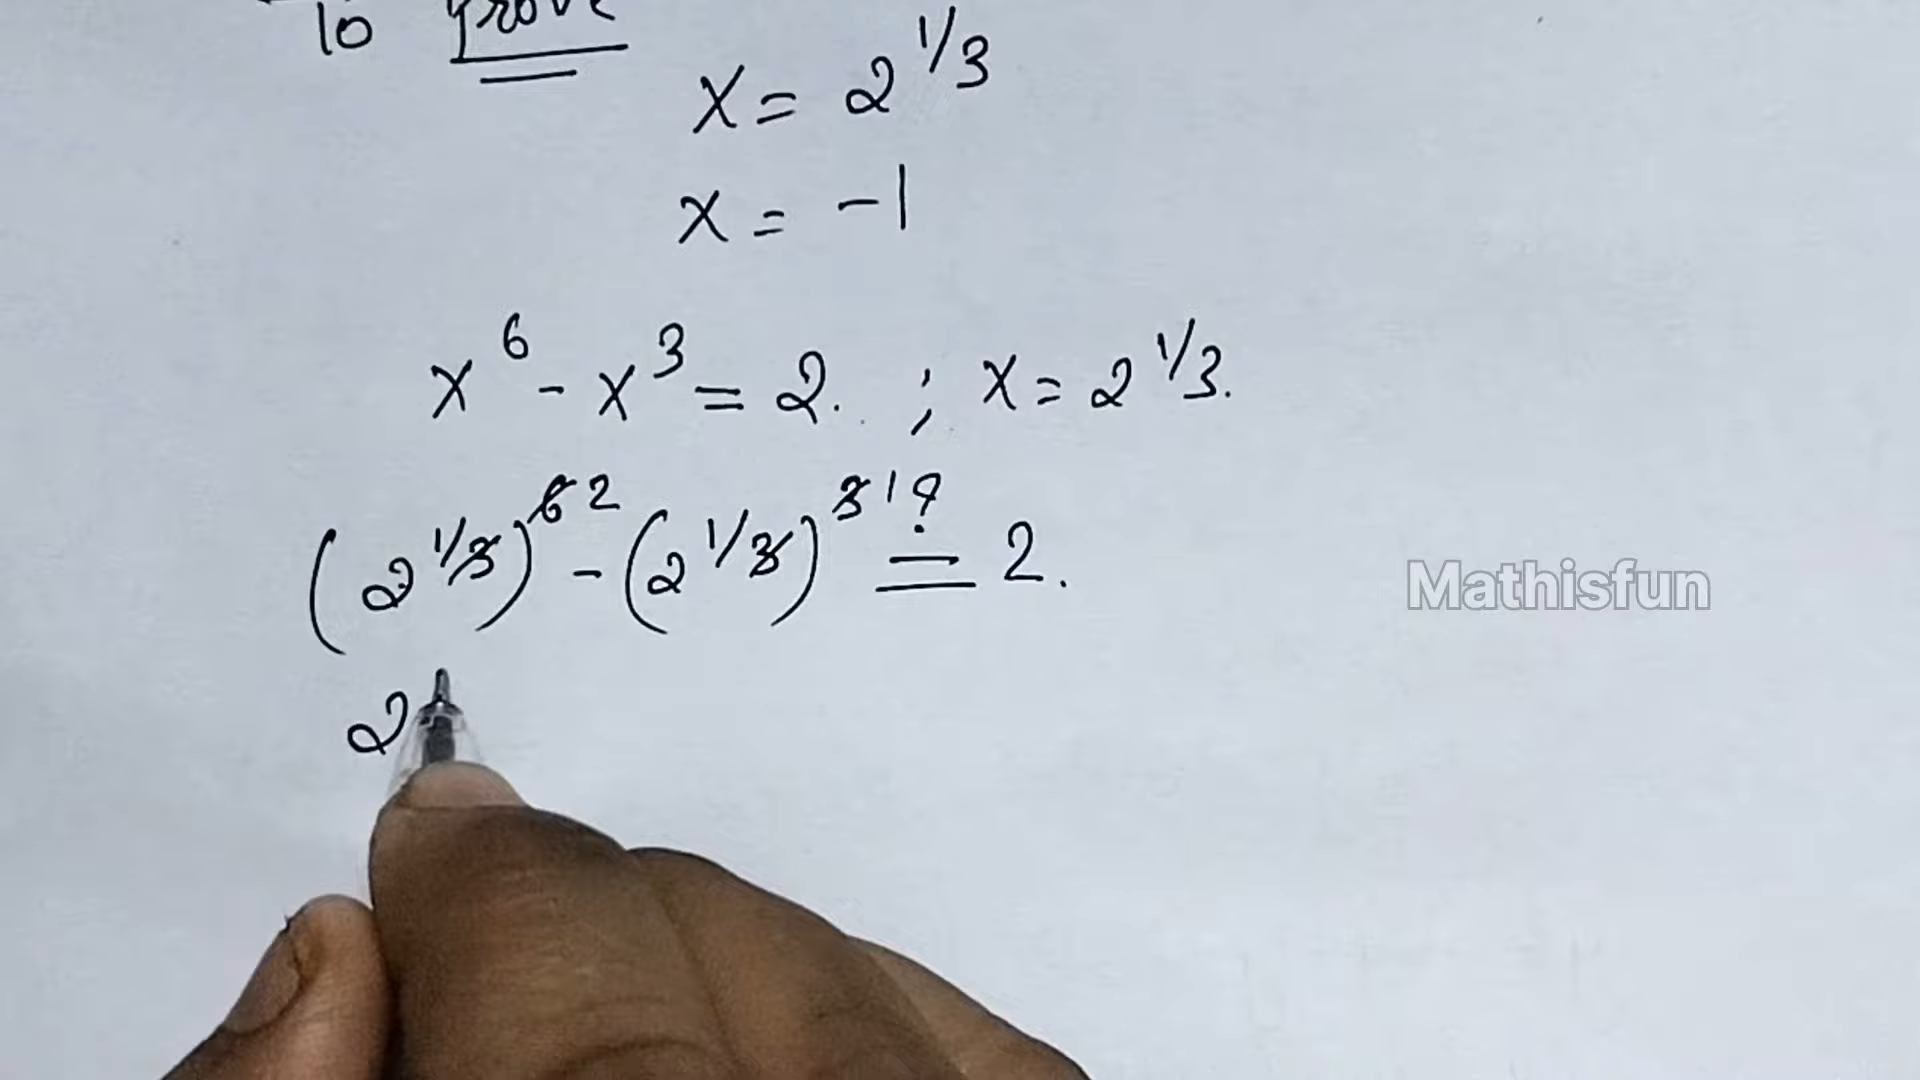 To prove
x = 2^1/3
x = -1
x^6 - x^3 = 2. ; x = 2^1/3.
(2^1/3)^6 2 - (2^1/3)^3 1 ?= 2.
Mathisfun
2